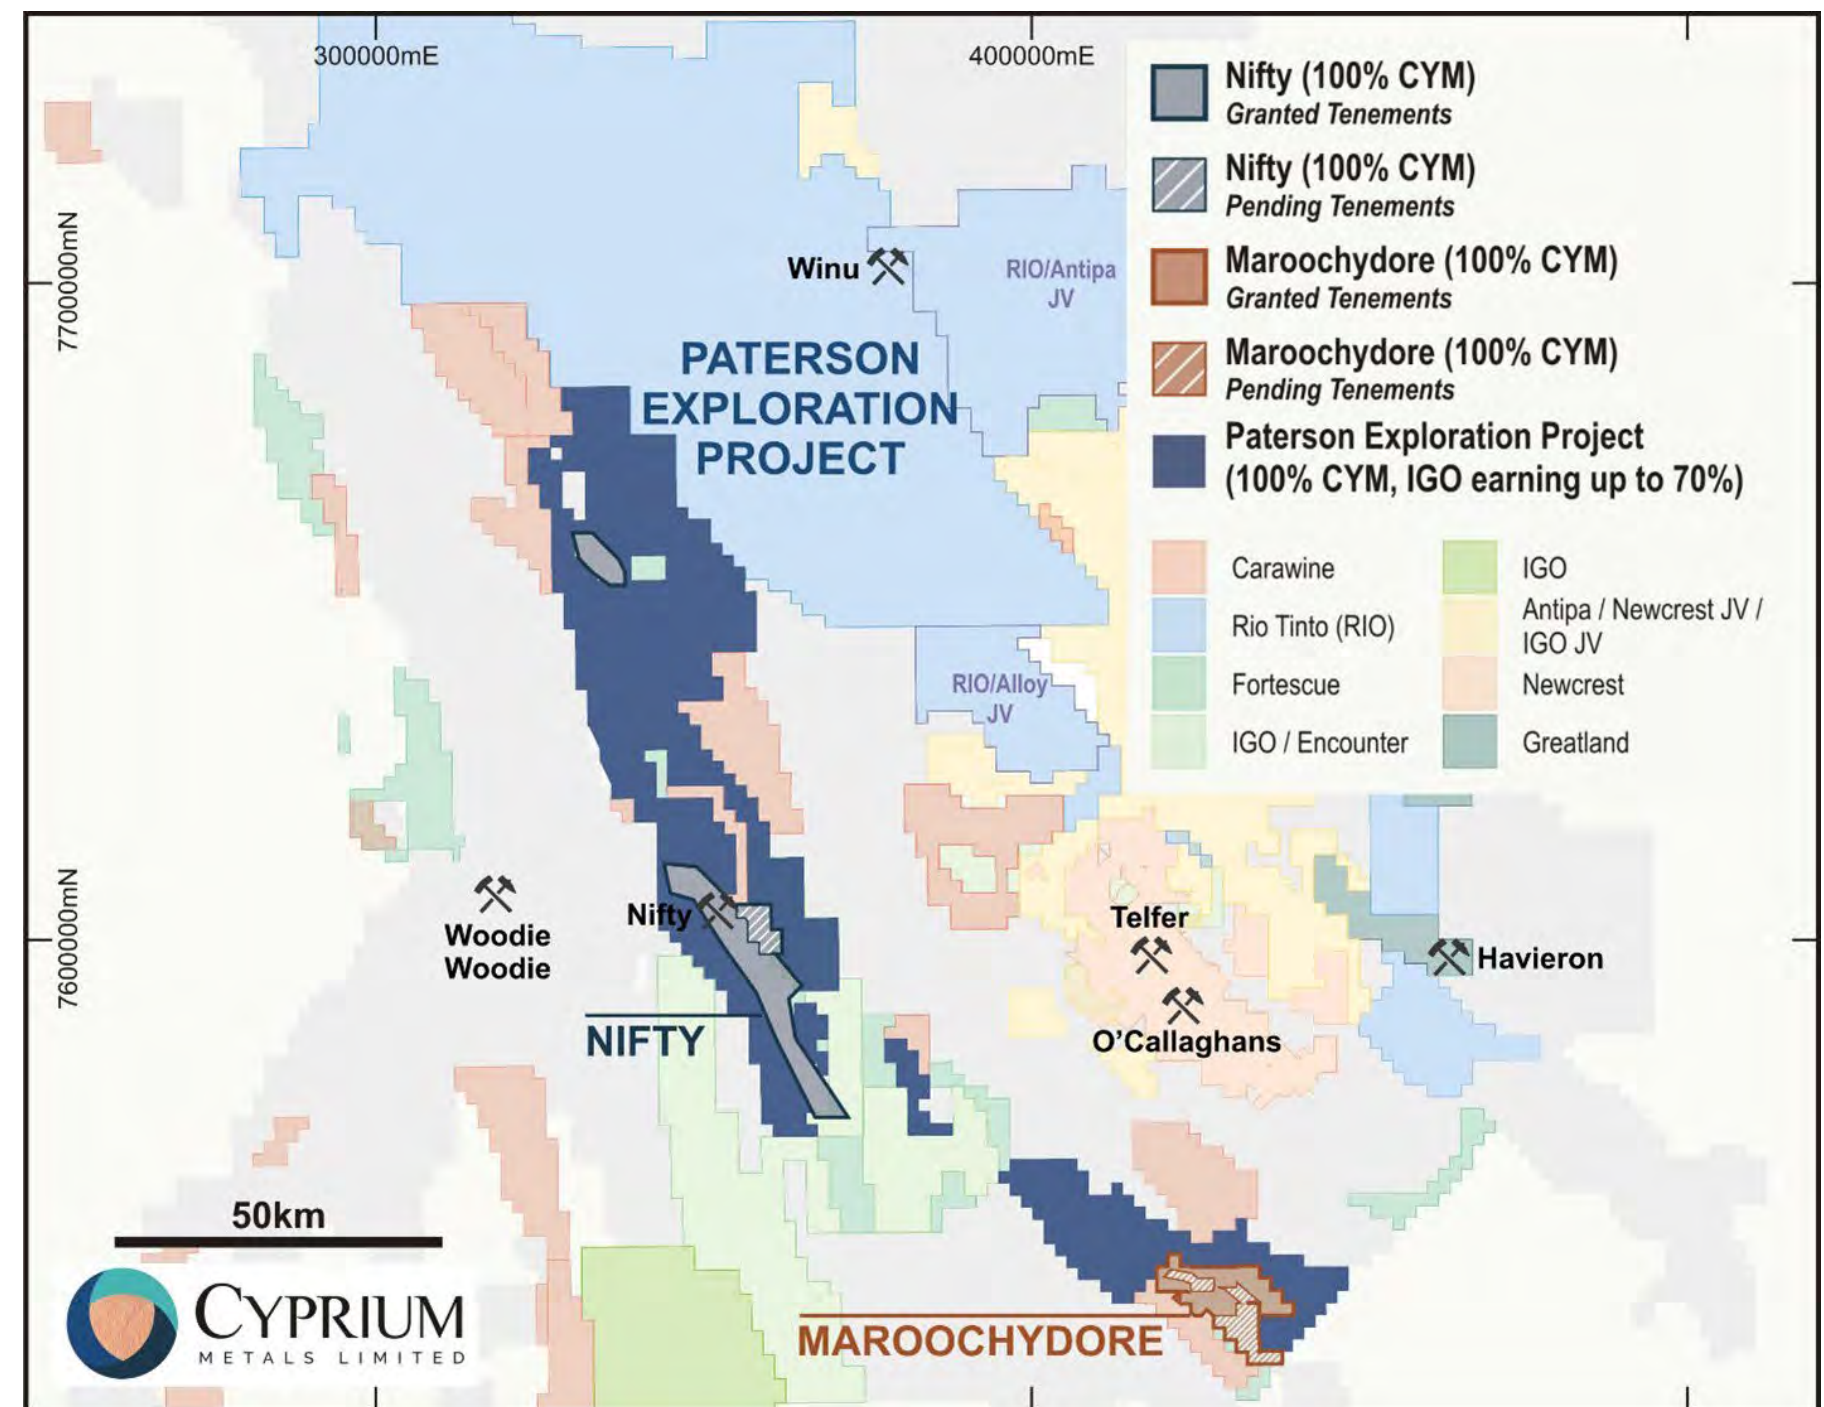 300000mE
400000mE
7700000mN
7600000mN
Nifty (100% CYM)
Granted Tenements
Nifty (100% CYM)
Pending Tenements
Maroochydore (100% CYM)
Granted Tenements
Maroochydore (100% CYM)
Pending Tenements
Paterson Exploration Project
(100% CYM, IGO earning up to 70%)
Carawine
IGO
Rio Tinto (RIO)
Antipa / Newcrest JV /
IGO JV
Fortescue
Newcrest
IGO / Encounter
Greatland
Winu
RIO/Antipa
JV
PATERSON
EXPLORATION
PROJECT
RIO/Alloy
JV
Woodie
Woodie
Nifty
Telfer
Havieron
O'Callaghans
NIFTY
MAROOCHYDORE
50km
CYPRIUM
METALS LIMITED